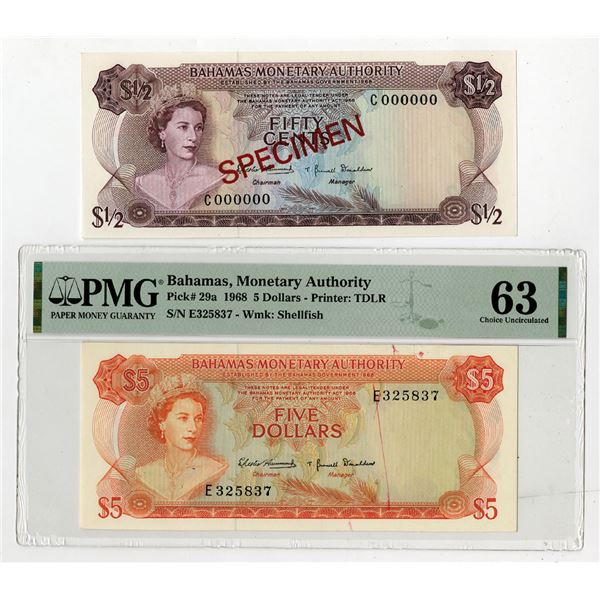 BAHAMAS MONETARY AUTHORITY
ESTABLISHED BY THE BAHAMAS GOVERNMENT 1968
$½ $½
THESE NOTES ARE LEGAL TENDER UNDER
THE BAHAMAS MONETARY AUTHORITY ACT 1968
FOR THE PAYMENT OF ANY AMOUNT
C 000000
FIFTY
CENTS
SPECIMEN
Chairman Manager
C 000000
$½ $½
PMG
PAPER MONEY GUARANTY
Bahamas, Monetary Authority
Pick# 29a 1968 5 Dollars - Printer: TDLR
S/N E325837 - Wmk: Shellfish
63
Choice Uncirculated
BAHAMAS MONETARY AUTHORITY
ESTABLISHED BY THE BAHAMAS GOVERNMENT 1968
$5 $5
THESE NOTES ARE LEGAL TENDER UNDER
THE BAHAMAS MONETARY AUTHORITY ACT 1968
FOR THE PAYMENT OF ANY AMOUNT
E 325837
FIVE
DOLLARS
Chairman Manager
E 325837
$5 $5